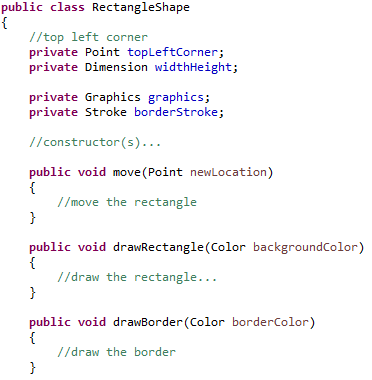 public class RectangleShape
{
//top left corner
private Point topLeftCorner;
private Dimension widthHeight;
private Graphics graphics;
private Stroke borderStroke;
//constructor(s)...
public void move(Point newLocation)
{
//move the rectangle
}
public void drawRectangle(Color backgroundColor)
{
//draw the rectangle...
}
public void drawBorder(Color borderColor)
{
//draw the border
}